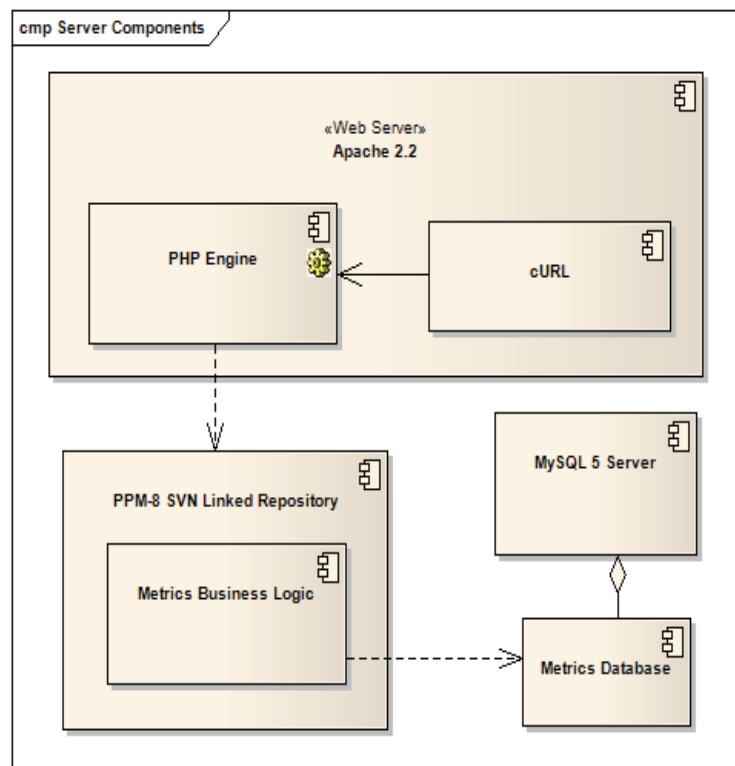 cmp Server Components
«Web Server»
Apache 2.2
PHP Engine
cURL
PPM-8 SVN Linked Repository
MySQL 5 Server
Metrics Business Logic
Metrics Database